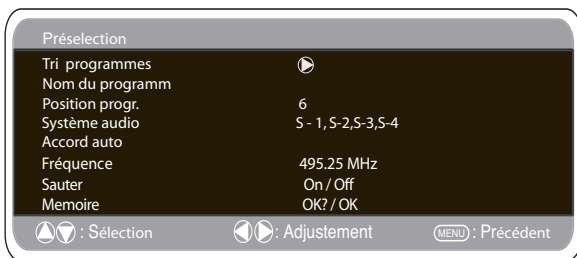 Préselection
Tri programmes
Nom du programm
Position progr. 6
Système audio S - 1, S-2,S-3,S-4
Accord auto
Fréquence 495.25 MHz
Sauter On / Off
Memoire OK? / OK
: Sélection : Adjustement MENU : Précédent